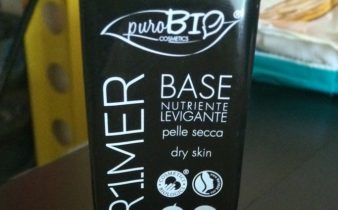 puroBIO
COSMETICS
R1MER
BASE
NUTRIENTE
LEVIGANTE
pelle secca
dry skin